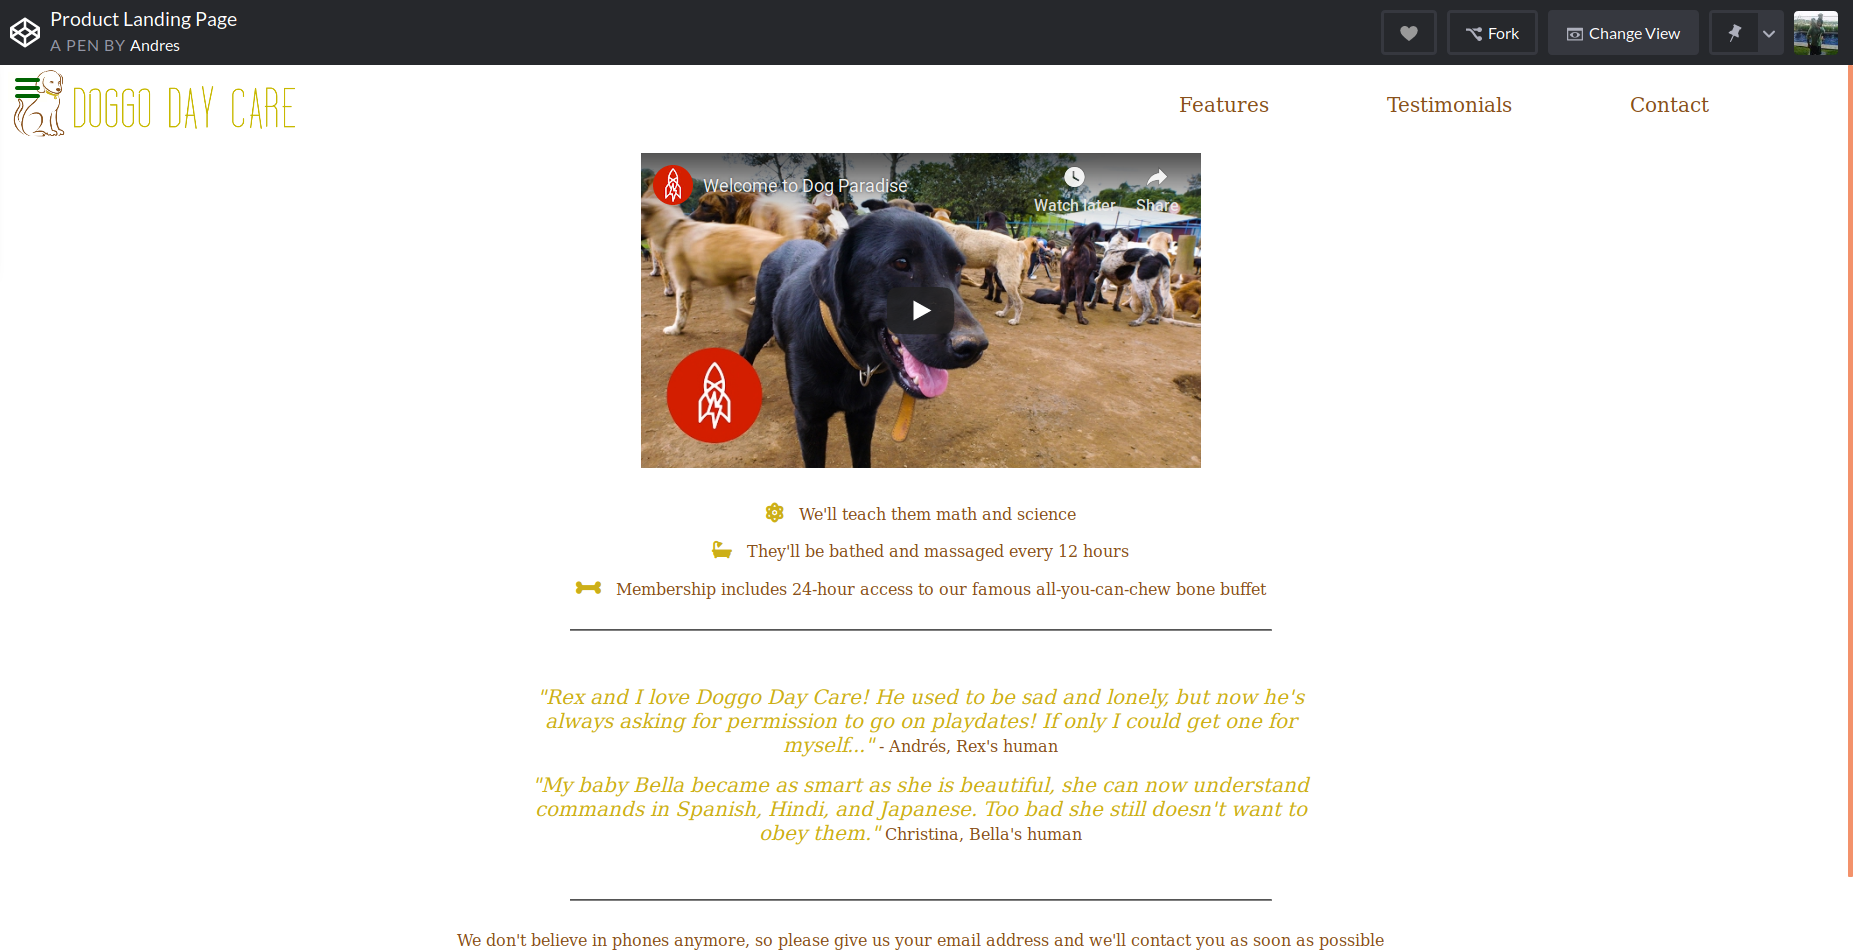 Product Landing Page
A PEN BY Andres
Fork
Change View
DOGGO DAY CARE
Features
Testimonials
Contact
Welcome to Dog Paradise
Watch later
Share
We'll teach them math and science
They'll be bathed and massaged every 12 hours
Membership includes 24-hour access to our famous all-you-can-chew bone buffet
"Rex and I love Doggo Day Care! He used to be sad and lonely, but now he's
always asking for permission to go on playdates! If only I could get one for
myself..." - Andrés, Rex's human
"My baby Bella became as smart as she is beautiful, she can now understand
commands in Spanish, Hindi, and Japanese. Too bad she still doesn't want to
obey them." Christina, Bella's human
We don't believe in phones anymore, so please give us your email address and we'll contact you as soon as possible